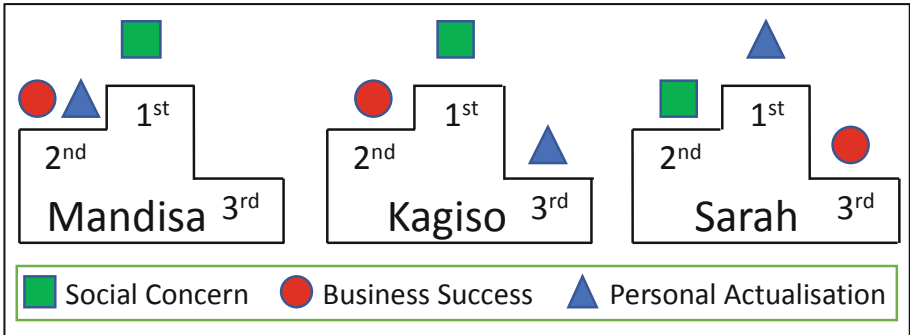 1st 1st 1st
2nd 2nd 2nd
Mandisa 3rd Kagiso 3rd Sarah 3rd
Social Concern Business Success Personal Actualisation